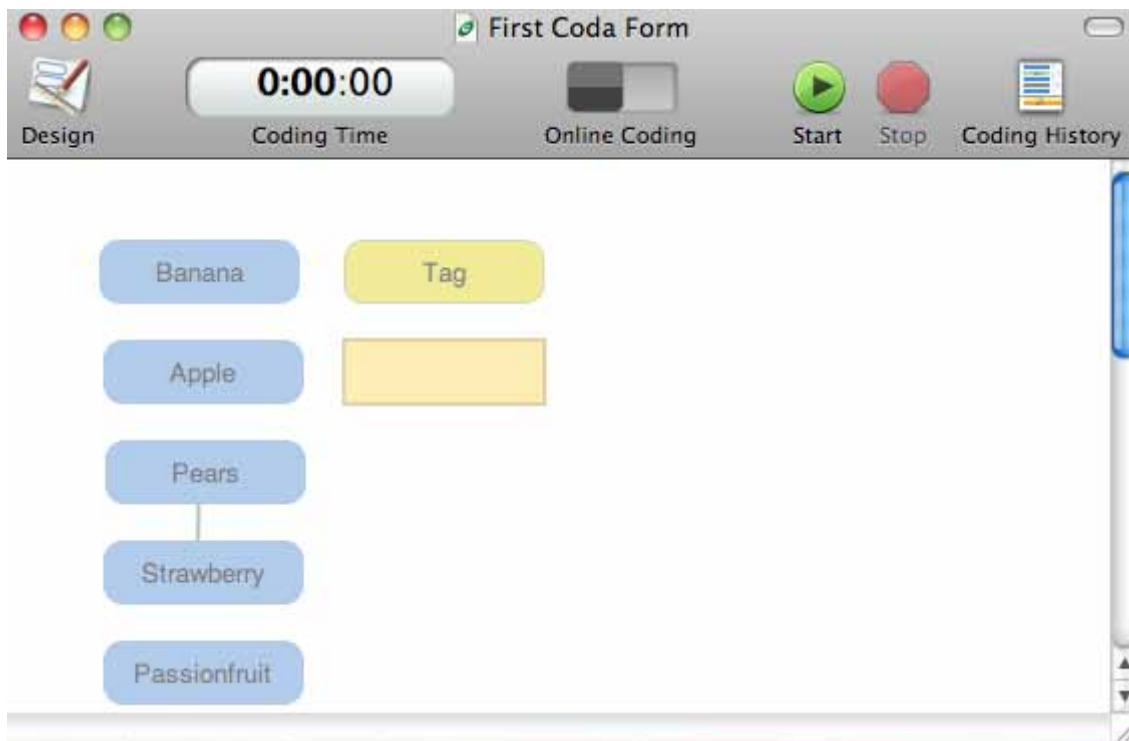 First Coda Form
0:00:00
Design Coding Time Online Coding Start Stop Coding History
Banana Tag
Apple
Pears
Strawberry
Passionfruit